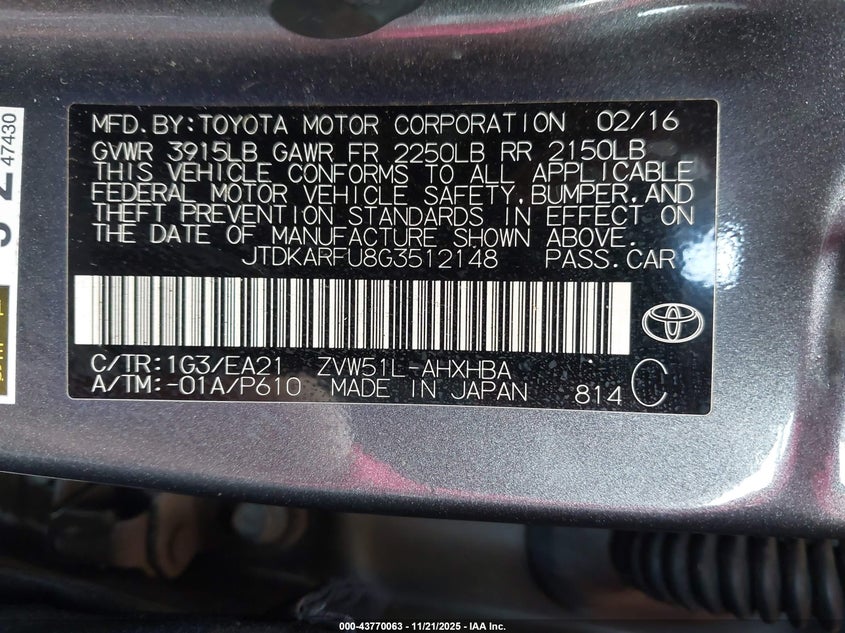 MFD.BY:TOYOTA MOTOR CORPORATION 02/16
GVWR 3915LB GAWR FR 2250LB RR 2150LB
THIS VEHICLE CONFORMS TO ALL APPLICABLE
FEDERAL MOTOR VEHICLE SAFETY,BUMPER,AND
THEFT PREVENTION STANDARDS IN EFFECT ON
THE DATE OF MANUFACTURE SHOWN ABOVE.
JTDKARFU8G3512148 PASS.CAR
C/TR:1G3/EA21 ZVW51L-AHXHBA
A/TM:-01A/P610 MADE IN JAPAN 814 C
47430
000-43770063 - 11/21/2025 - IAA Inc.